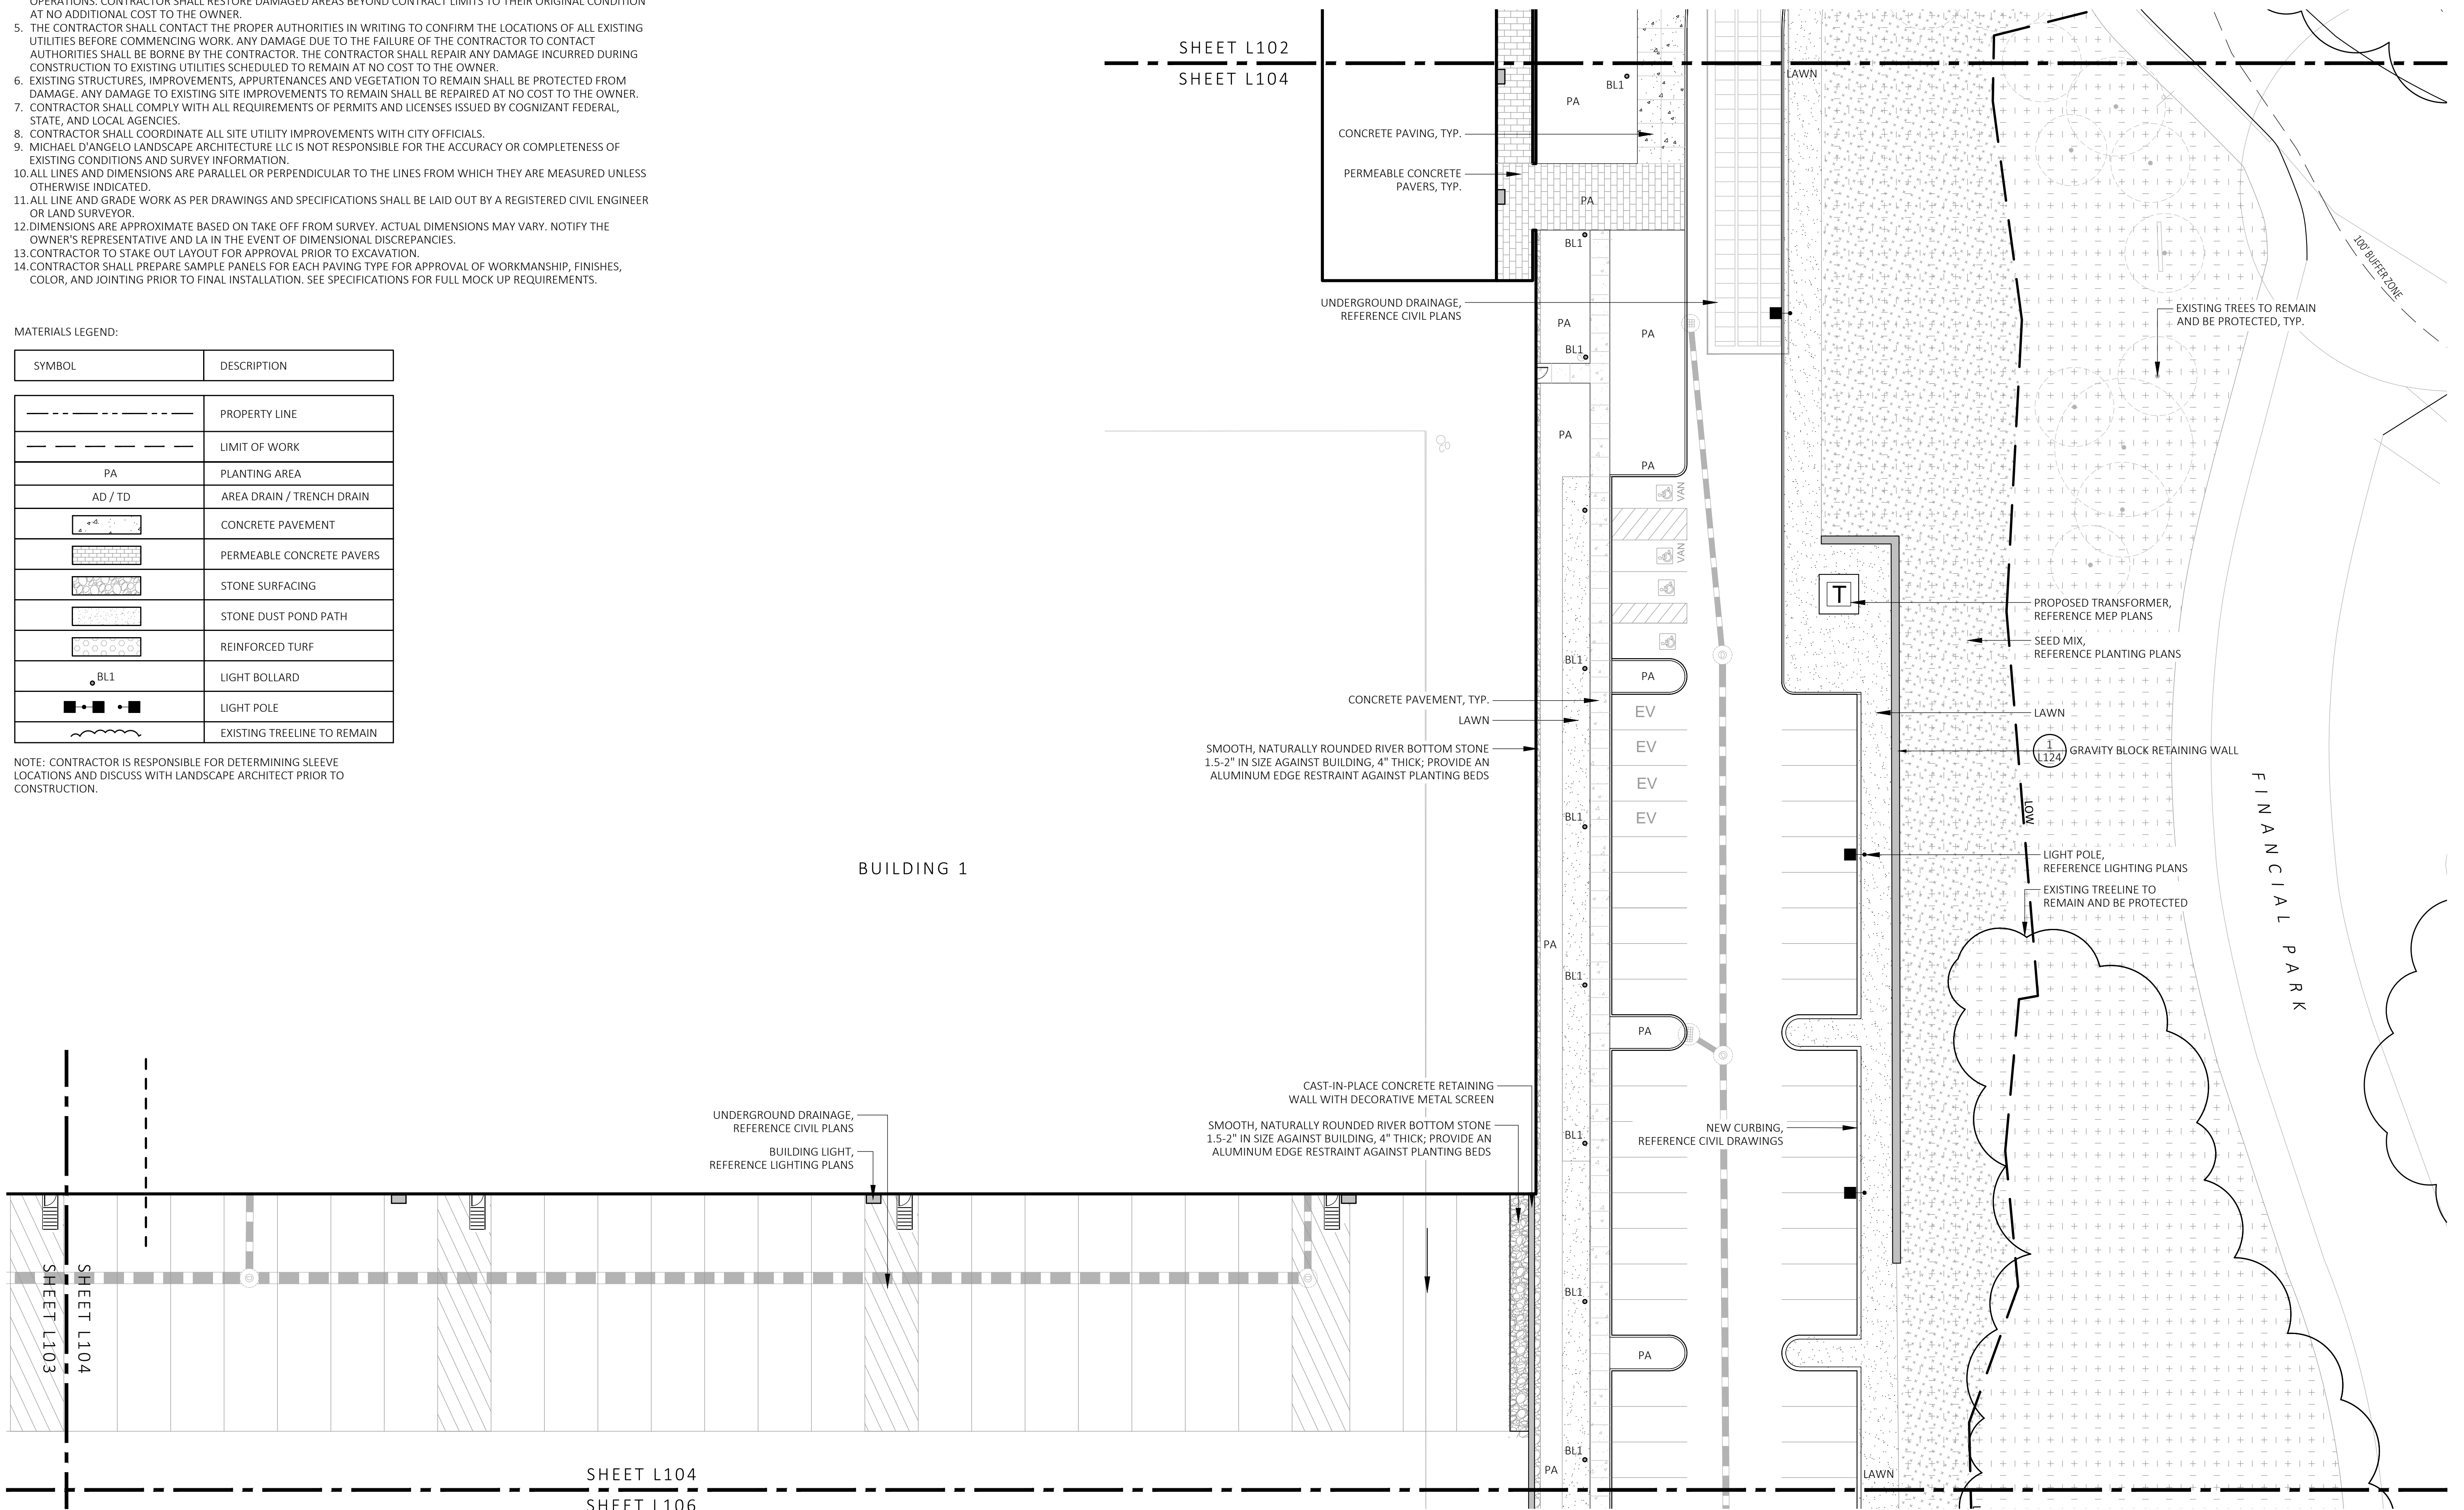 OPERATIONS. CONTRACTOR SHALL RESTORE DAMAGED AREAS BEYOND CONTRACT LIMITS TO THEIR ORIGINAL CONDITION
AT NO ADDITIONAL COST TO THE OWNER.
5. THE CONTRACTOR SHALL CONTACT THE PROPER AUTHORITIES IN WRITING TO CONFIRM THE LOCATIONS OF ALL EXISTING
UTILITIES BEFORE COMMENCING WORK. ANY DAMAGE DUE TO THE FAILURE OF THE CONTRACTOR TO CONTACT
AUTHORITIES SHALL BE BORNE BY THE CONTRACTOR. THE CONTRACTOR SHALL REPAIR ANY DAMAGE INCURRED DURING
CONSTRUCTION TO EXISTING UTILITIES SCHEDULED TO REMAIN AT NO COST TO THE OWNER.
6. EXISTING STRUCTURES, IMPROVEMENTS, APPURTENANCES AND VEGETATION TO REMAIN SHALL BE PROTECTED FROM
DAMAGE. ANY DAMAGE TO EXISTING SITE IMPROVEMENTS TO REMAIN SHALL BE REPAIRED AT NO COST TO THE OWNER.
7. CONTRACTOR SHALL COMPLY WITH ALL REQUIREMENTS OF PERMITS AND LICENSES ISSUED BY COGNIZANT FEDERAL,
STATE, AND LOCAL AGENCIES.
8. CONTRACTOR SHALL COORDINATE ALL SITE UTILITY IMPROVEMENTS WITH CITY OFFICIALS.
9. MICHAEL D'ANGELO LANDSCAPE ARCHITECTURE LLC IS NOT RESPONSIBLE FOR THE ACCURACY OR COMPLETENESS OF
EXISTING CONDITIONS AND SURVEY INFORMATION.
10. ALL LINES AND DIMENSIONS ARE PARALLEL OR PERPENDICULAR TO THE LINES FROM WHICH THEY ARE MEASURED UNLESS
OTHERWISE INDICATED.
11. ALL LINE AND GRADE WORK AS PER DRAWINGS AND SPECIFICATIONS SHALL BE LAID OUT BY A REGISTERED CIVIL ENGINEER
OR LAND SURVEYOR.
12. DIMENSIONS ARE APPROXIMATE BASED ON TAKE OFF FROM SURVEY. ACTUAL DIMENSIONS MAY VARY. NOTIFY THE
OWNER'S REPRESENTATIVE AND LA IN THE EVENT OF DIMENSIONAL DISCREPANCIES.
13. CONTRACTOR TO STAKE OUT LAYOUT FOR APPROVAL PRIOR TO EXCAVATION.
14. CONTRACTOR SHALL PREPARE SAMPLE PANELS FOR EACH PAVING TYPE FOR APPROVAL OF WORKMANSHIP, FINISHES,
COLOR, AND JOINTING PRIOR TO FINAL INSTALLATION. SEE SPECIFICATIONS FOR FULL MOCK UP REQUIREMENTS.
MATERIALS LEGEND:
SYMBOL DESCRIPTION
PROPERTY LINE
LIMIT OF WORK
PA PLANTING AREA
AD / TD AREA DRAIN / TRENCH DRAIN
CONCRETE PAVEMENT
PERMEABLE CONCRETE PAVERS
STONE SURFACING
STONE DUST POND PATH
REINFORCED TURF
BL1 LIGHT BOLLARD
LIGHT POLE
EXISTING TREELINE TO REMAIN
NOTE: CONTRACTOR IS RESPONSIBLE FOR DETERMINING SLEEVE
LOCATIONS AND DISCUSS WITH LANDSCAPE ARCHITECT PRIOR TO
CONSTRUCTION.
SHEET L102
SHEET L104
LAWN
BL1
PA
CONCRETE PAVING, TYP.
PERMEABLE CONCRETE
PAVERS, TYP.
PA
BL1
100' BUFFER ZONE
UNDERGROUND DRAINAGE,
REFERENCE CIVIL PLANS
EXISTING TREES TO REMAIN
AND BE PROTECTED, TYP.
PA
PA
BL1
PA
PA
VAN
VAN
T
PROPOSED TRANSFORMER,
REFERENCE MEP PLANS
SEED MIX,
REFERENCE PLANTING PLANS
BL1
PA
CONCRETE PAVEMENT, TYP.
LAWN
EV
LAWN
SMOOTH, NATURALLY ROUNDED RIVER BOTTOM STONE
1.5-2" IN SIZE AGAINST BUILDING, 4" THICK; PROVIDE AN
ALUMINUM EDGE RESTRAINT AGAINST PLANTING BEDS
EV
1
L124
GRAVITY BLOCK RETAINING WALL
EV
EV
BL1
LOW
FINANCIAL PARK
LIGHT POLE,
REFERENCE LIGHTING PLANS
BUILDING 1
EXISTING TREELINE TO
REMAIN AND BE PROTECTED
PA
BL1
PA
CAST-IN-PLACE CONCRETE RETAINING
WALL WITH DECORATIVE METAL SCREEN
UNDERGROUND DRAINAGE,
REFERENCE CIVIL PLANS
SMOOTH, NATURALLY ROUNDED RIVER BOTTOM STONE
1.5-2" IN SIZE AGAINST BUILDING, 4" THICK; PROVIDE AN
ALUMINUM EDGE RESTRAINT AGAINST PLANTING BEDS
BL1
NEW CURBING,
REFERENCE CIVIL DRAWINGS
BUILDING LIGHT,
REFERENCE LIGHTING PLANS
SHEET L103
SHEET L104
BL1
PA
BL1
PA
LAWN
SHEET L104
SHEET L106